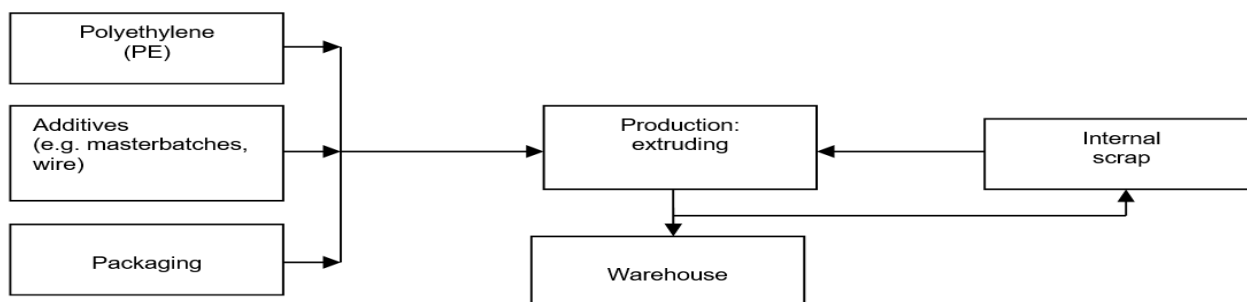 Polyethylene
(PE)
Additives
(e.g. masterbatches,
wire)
Packaging
Production:
extruding
Warehouse
Internal
scrap